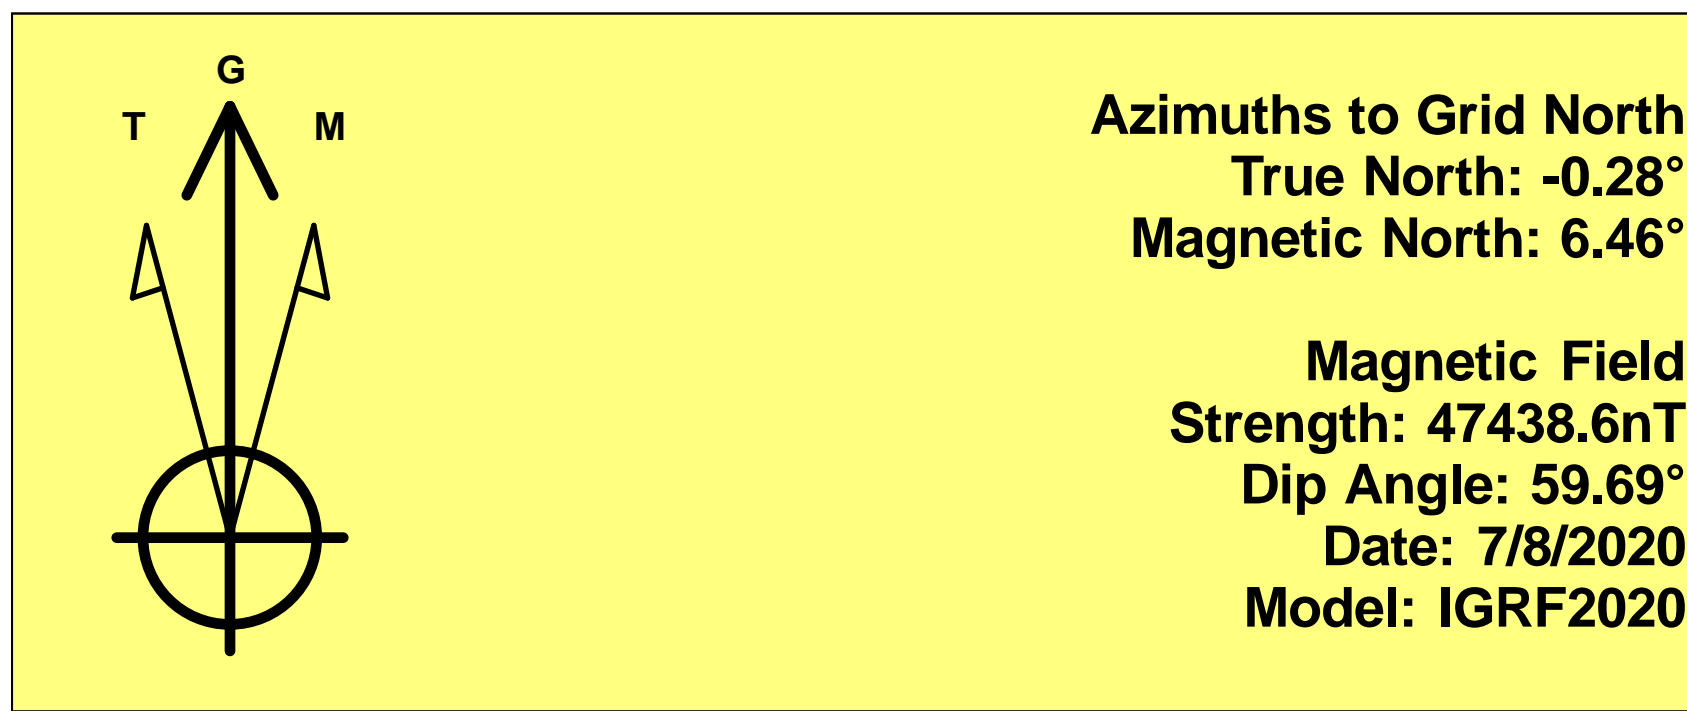 G
T
M
Azimuths to Grid North
True North: -0.28°
Magnetic North: 6.46°
Magnetic Field
Strength: 47438.6nT
Dip Angle: 59.69°
Date: 7/8/2020
Model: IGRF2020